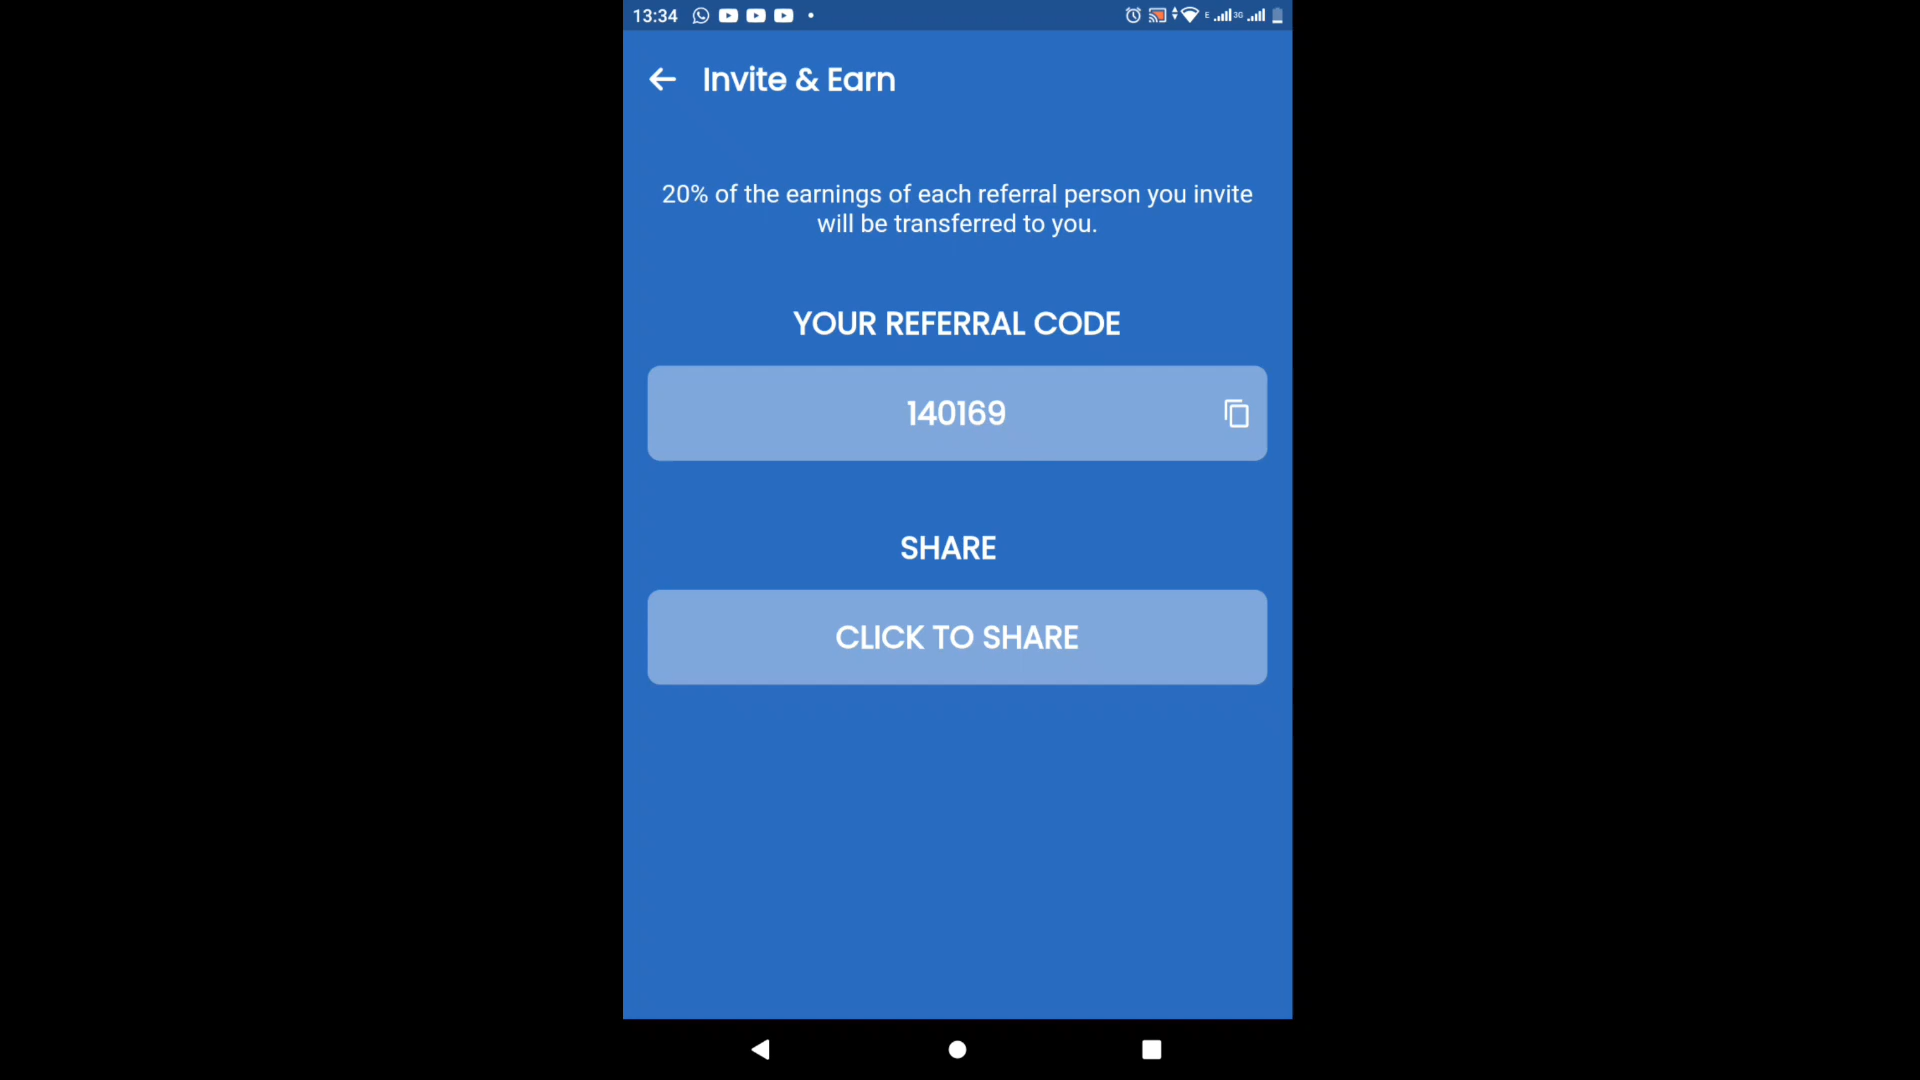 13:34
E 3G
Invite & Earn
20% of the earnings of each referral person you invite
will be transferred to you.
YOUR REFERRAL CODE
140169
SHARE
CLICK TO SHARE